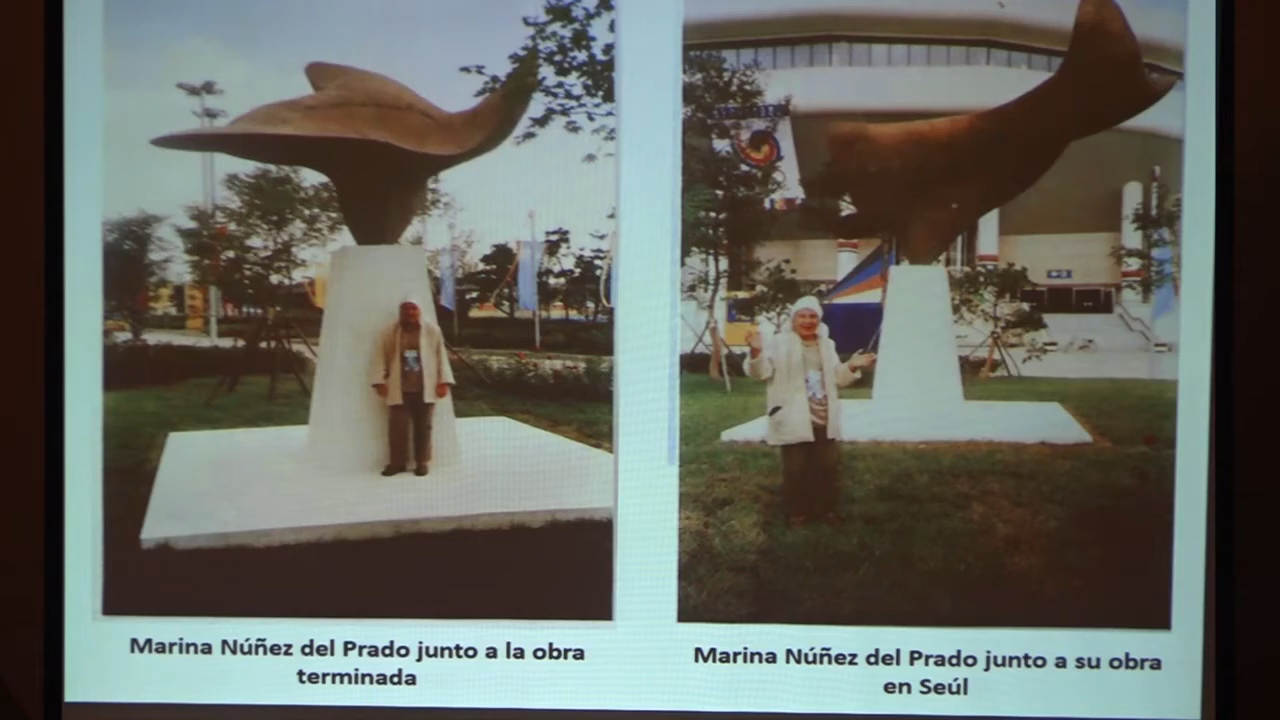 Marina Núñez del Prado junto a la obra
terminada
Marina Núñez del Prado junto a su obra
en Seúl